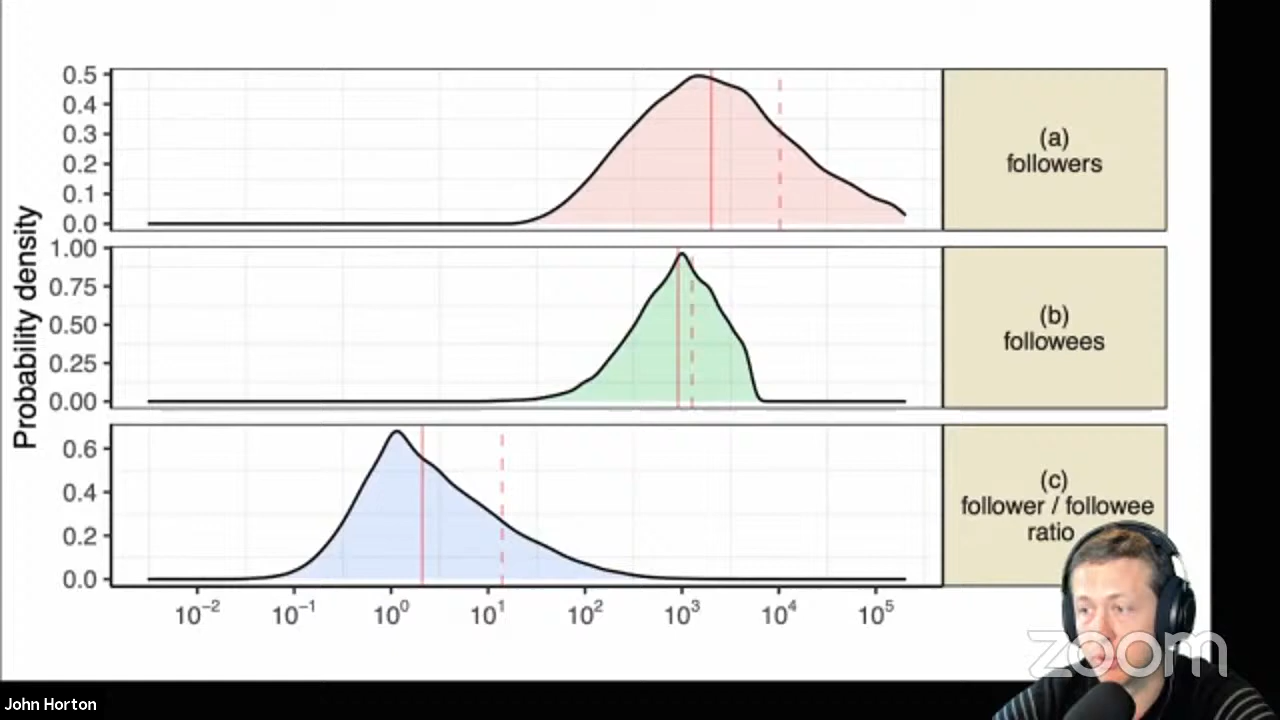 Probability density
0.5
0.4
0.3
0.2
0.1
0.0
(a)
followers
1.00
0.75
0.50
0.25
0.00
(b)
followees
0.6
0.4
0.2
0.0
(c)
follower / followee
ratio
10⁻² 10⁻¹ 10⁰ 10¹ 10² 10³ 10⁴ 10⁵
zoom
John Horton